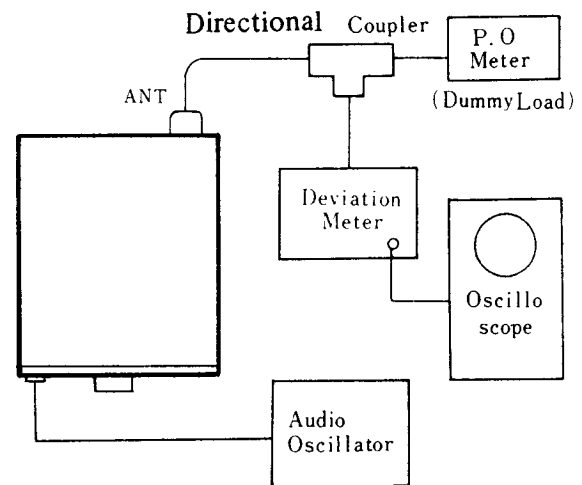 Directional Coupler
P. O
Meter
(Dummy Load)
ANT
Deviation
Meter
Oscillo
scope
Audio
Oscillator